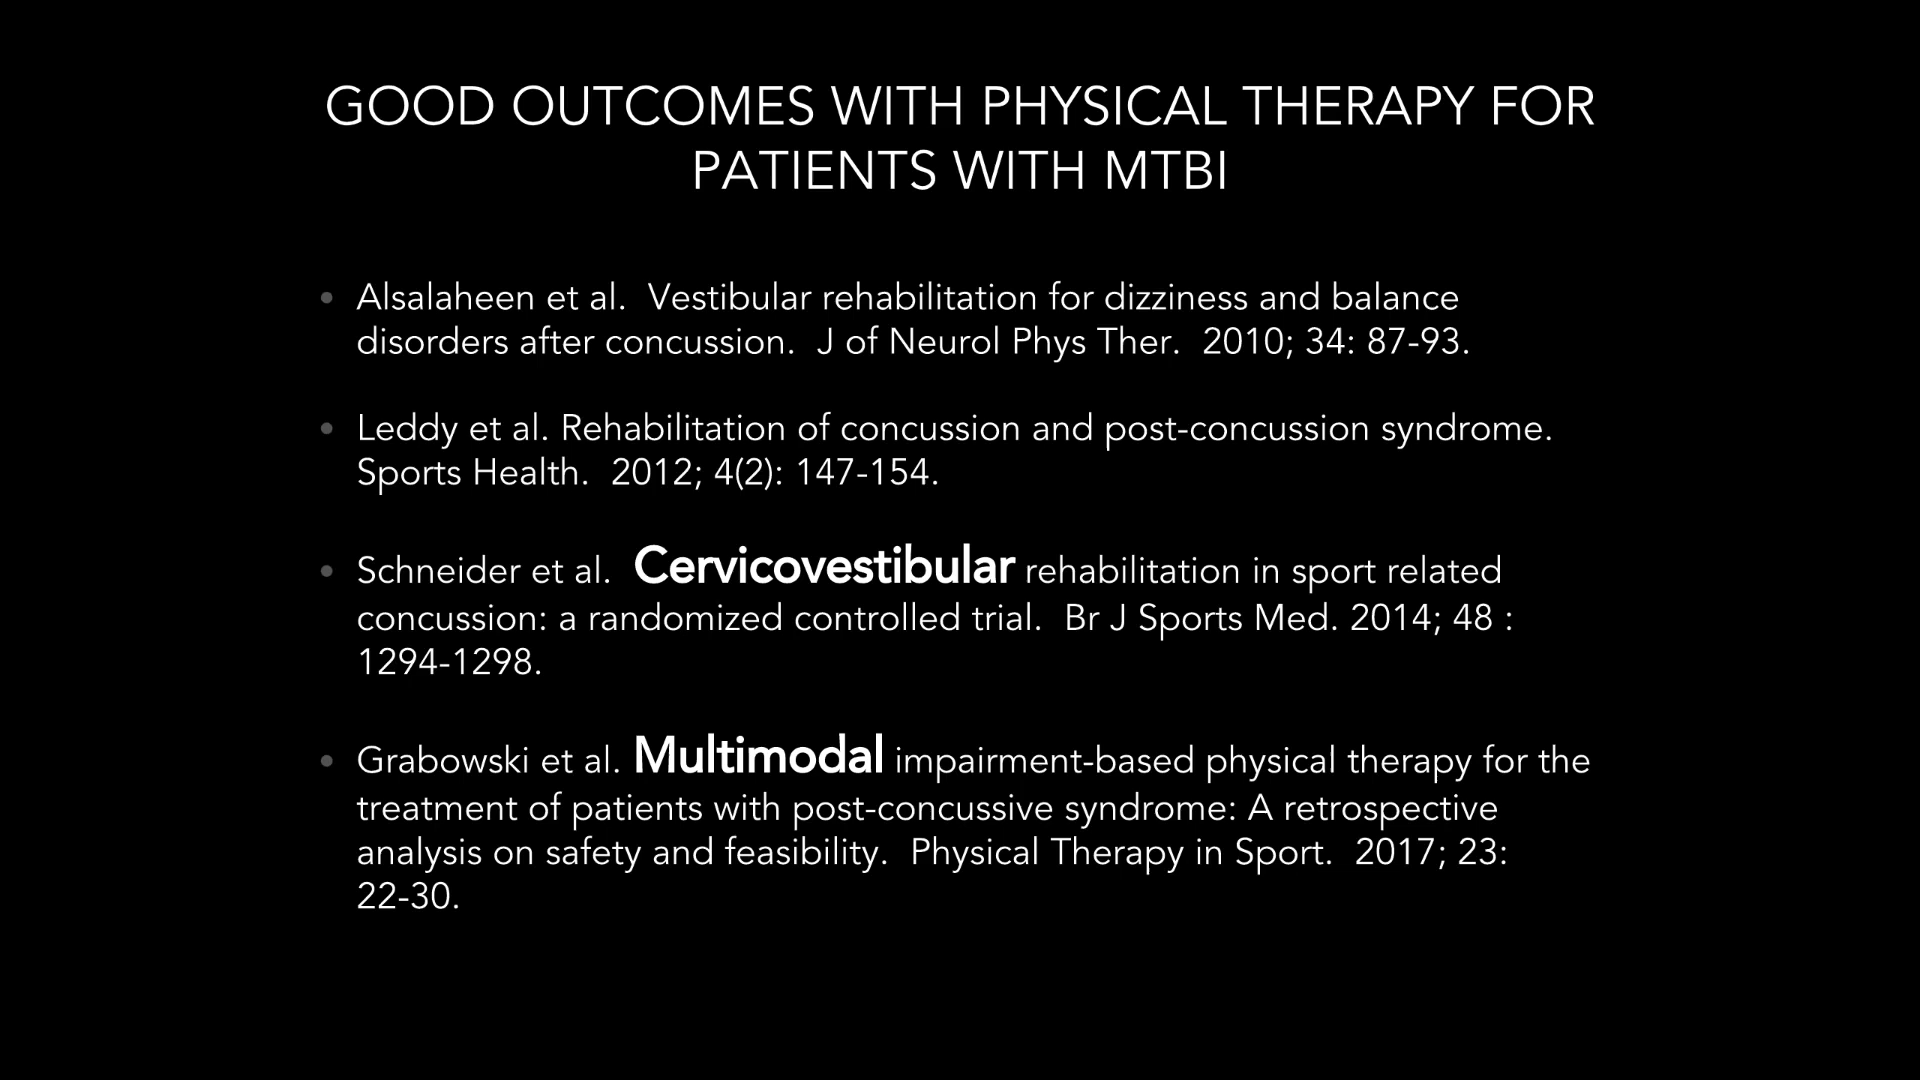 GOOD OUTCOMES WITH PHYSICAL THERAPY FOR
PATIENTS WITH MTBI
• Alsalaheen et al.  Vestibular rehabilitation for dizziness and balance
disorders after concussion.  J of Neurol Phys Ther.  2010; 34: 87-93.
• Leddy et al. Rehabilitation of concussion and post-concussion syndrome.
Sports Health.  2012; 4(2): 147-154.
• Schneider et al.  Cervicovestibular rehabilitation in sport related
concussion: a randomized controlled trial.  Br J Sports Med. 2014; 48 :
1294-1298.
• Grabowski et al. Multimodal impairment-based physical therapy for the
treatment of patients with post-concussive syndrome: A retrospective
analysis on safety and feasibility.  Physical Therapy in Sport.  2017; 23:
22-30.